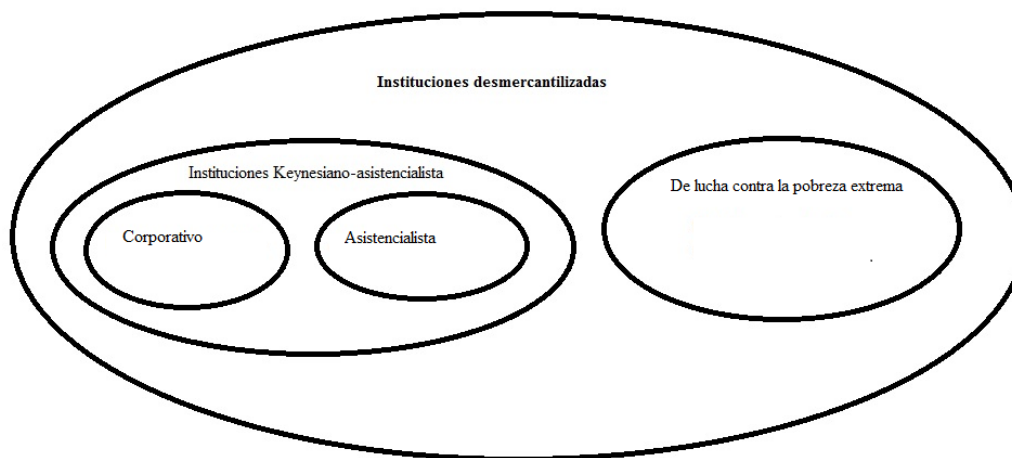 Instituciones desmercantilizadas
Instituciones Keynesiano-asistencialista
De lucha contra la pobreza extrema
Corporativo
Asistencialista